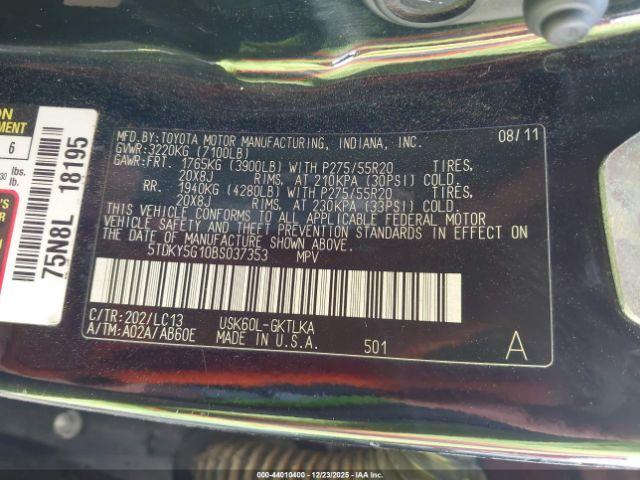 MFD.BY:TOYOTA MOTOR MANUFACTURING, INDIANA, INC. 08/11
GVWR:3220KG (7100LB)
GAWR:FRT. 1765KG (3900LB) WITH P275/55R20 TIRES,
20X8J RIMS, AT 210KPA (30PSI) COLD.
RR. 1940KG (4280LB) WITH P275/55R20 TIRES,
20X8J RIMS, AT 230KPA (33PSI) COLD.
THIS VEHICLE CONFORMS TO ALL APPLICABLE FEDERAL MOTOR
VEHICLE SAFETY AND THEFT PREVENTION STANDARDS IN EFFECT ON
THE DATE OF MANUFACTURE SHOWN ABOVE.
5TDKY5G10BS037353 MPV
C/TR:202/LC13 USK60L-GKTLKA
A/TM:A02A/AB60E MADE IN U.S.A. 501 A
75N8L 18195
ON
EMENT
6
lbs.
lb.
© IAA - 44010400 - 12/23/2025 - IAAI.COM